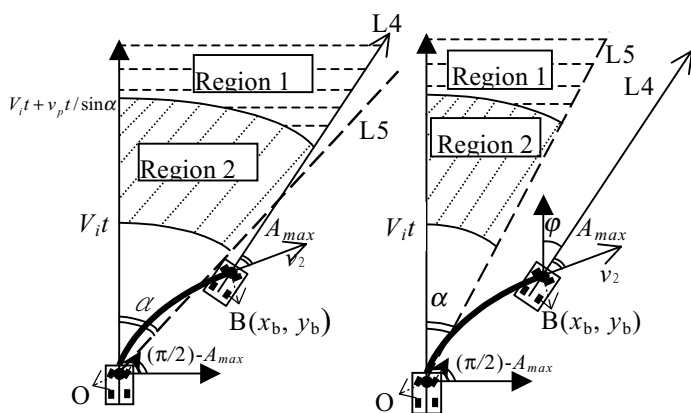 L4
Region 1
V_i t + v_p t / sinα
L5
Region 2
V_i t
A_max
v_2
α
B(x_b, y_b)
(π/2)-A_max
O
L5
Region 1
L4
Region 2
V_i t
φ
A_max
v_2
α
B(x_b, y_b)
(π/2)-A_max
O